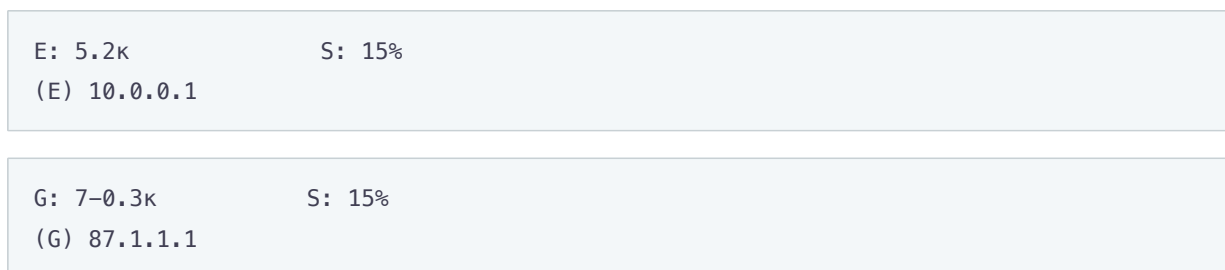 E: 5.2к S: 15%
(E) 10.0.0.1
G: 7–0.3к S: 15%
(G) 87.1.1.1